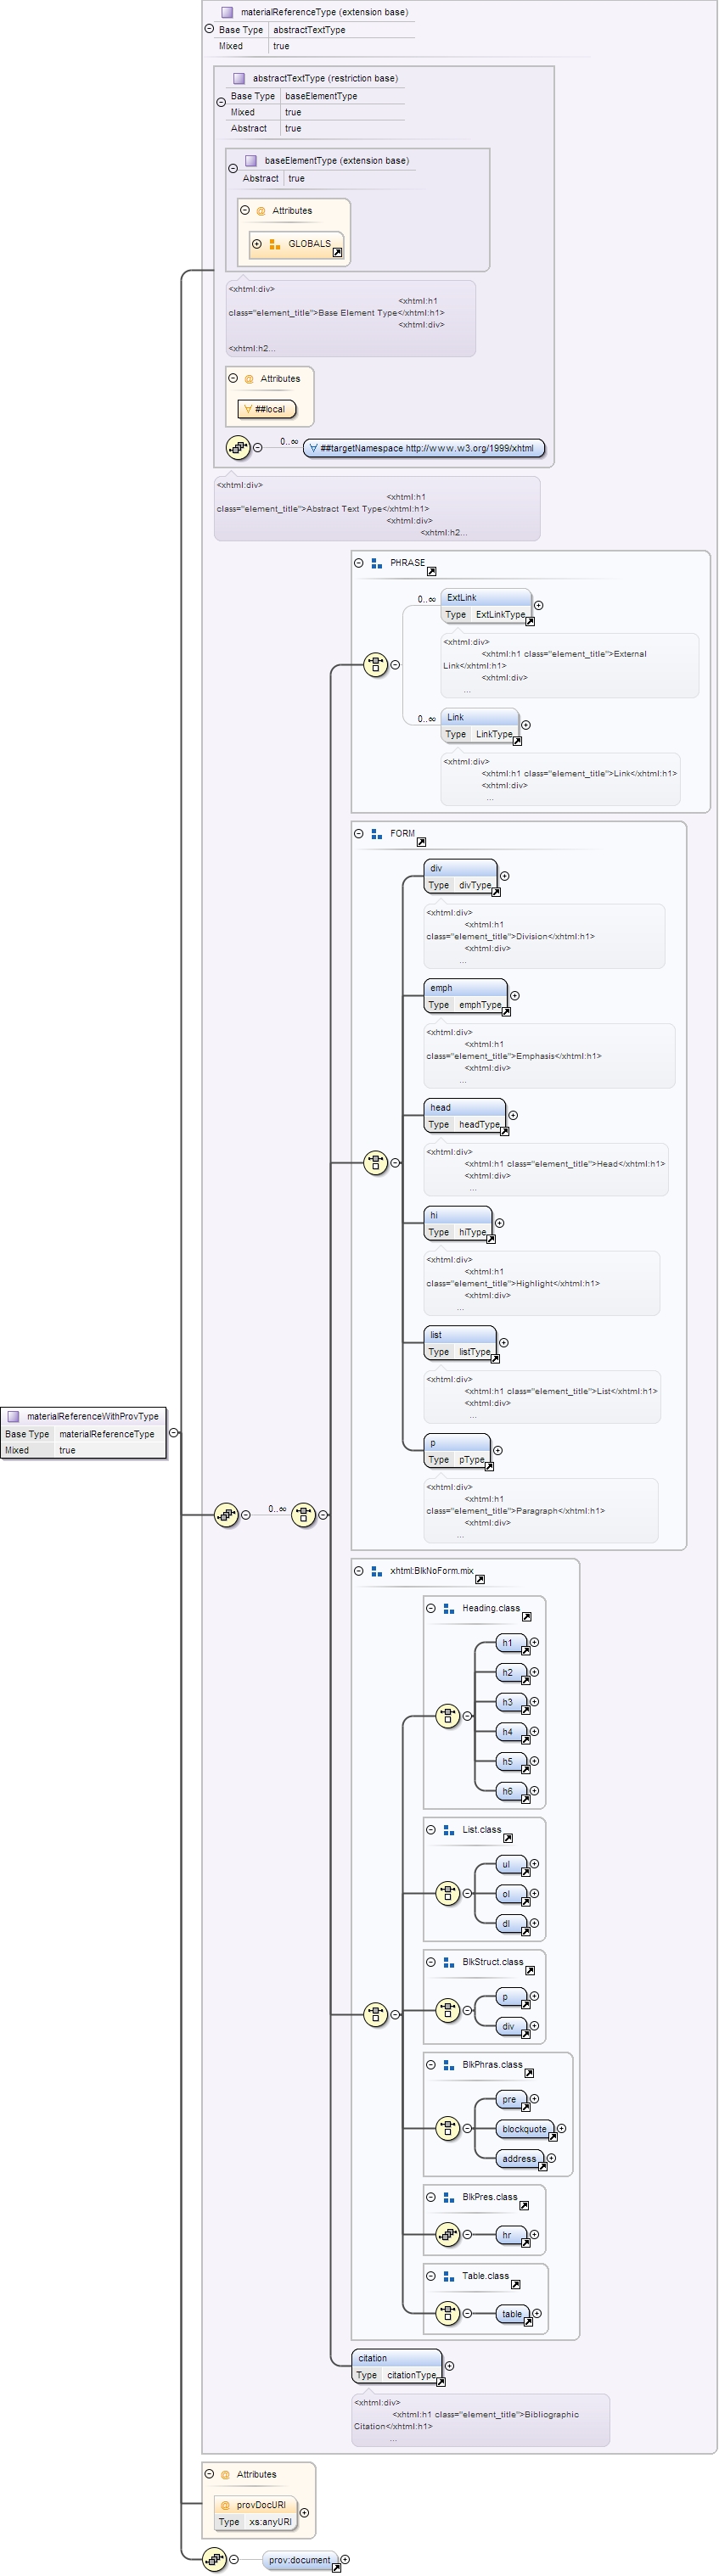 materialReferenceType (extension base)
Base Type abstractTextType
Mixed true
abstractTextType (restriction base)
Base Type baseElementType
Mixed true
Abstract true
baseElementType (extension base)
Abstract true
@ Attributes
GLOBALS
<xhtml:div>
<xhtml:h1
class="element_title">Base Element Type</xhtml:h1>
<xhtml:div>
<xhtml:h2...
@ Attributes
∀ ##local
0..∞ ∀ ##targetNamespace http://www.w3.org/1999/xhtml
<xhtml:div>
<xhtml:h1
class="element_title">Abstract Text Type</xhtml:h1>
<xhtml:div>
<xhtml:h2...
PHRASE
0..∞ ExtLink
Type ExtLinkType
<xhtml:div>
<xhtml:h1 class="element_title">External
Link</xhtml:h1>
<xhtml:div>
...
0..∞ Link
Type LinkType
<xhtml:div>
<xhtml:h1 class="element_title">Link</xhtml:h1>
<xhtml:div>
...
FORM
div
Type divType
<xhtml:div>
<xhtml:h1
class="element_title">Division</xhtml:h1>
<xhtml:div>
...
emph
Type emphType
<xhtml:div>
<xhtml:h1
class="element_title">Emphasis</xhtml:h1>
<xhtml:div>
...
head
Type headType
<xhtml:div>
<xhtml:h1 class="element_title">Head</xhtml:h1>
<xhtml:div>
...
hi
Type hiType
<xhtml:div>
<xhtml:h1
class="element_title">Highlight</xhtml:h1>
<xhtml:div>
...
list
Type listType
<xhtml:div>
<xhtml:h1 class="element_title">List</xhtml:h1>
<xhtml:div>
...
materialReferenceWithProvType
Base Type materialReferenceType
Mixed true
p
Type pType
<xhtml:div>
<xhtml:h1
class="element_title">Paragraph</xhtml:h1>
<xhtml:div>
...
0..∞
xhtml:BlkNoForm.mix
Heading.class
h1
h2
h3
h4
h5
h6
List.class
ul
ol
dl
BlkStruct.class
p
div
BlkPhras.class
pre
blockquote
address
BlkPres.class
hr
Table.class
table
citation
Type citationType
<xhtml:div>
<xhtml:h1 class="element_title">Bibliographic
Citation</xhtml:h1>
...
@ Attributes
@ provDocURI
Type xs:anyURI
prov:document